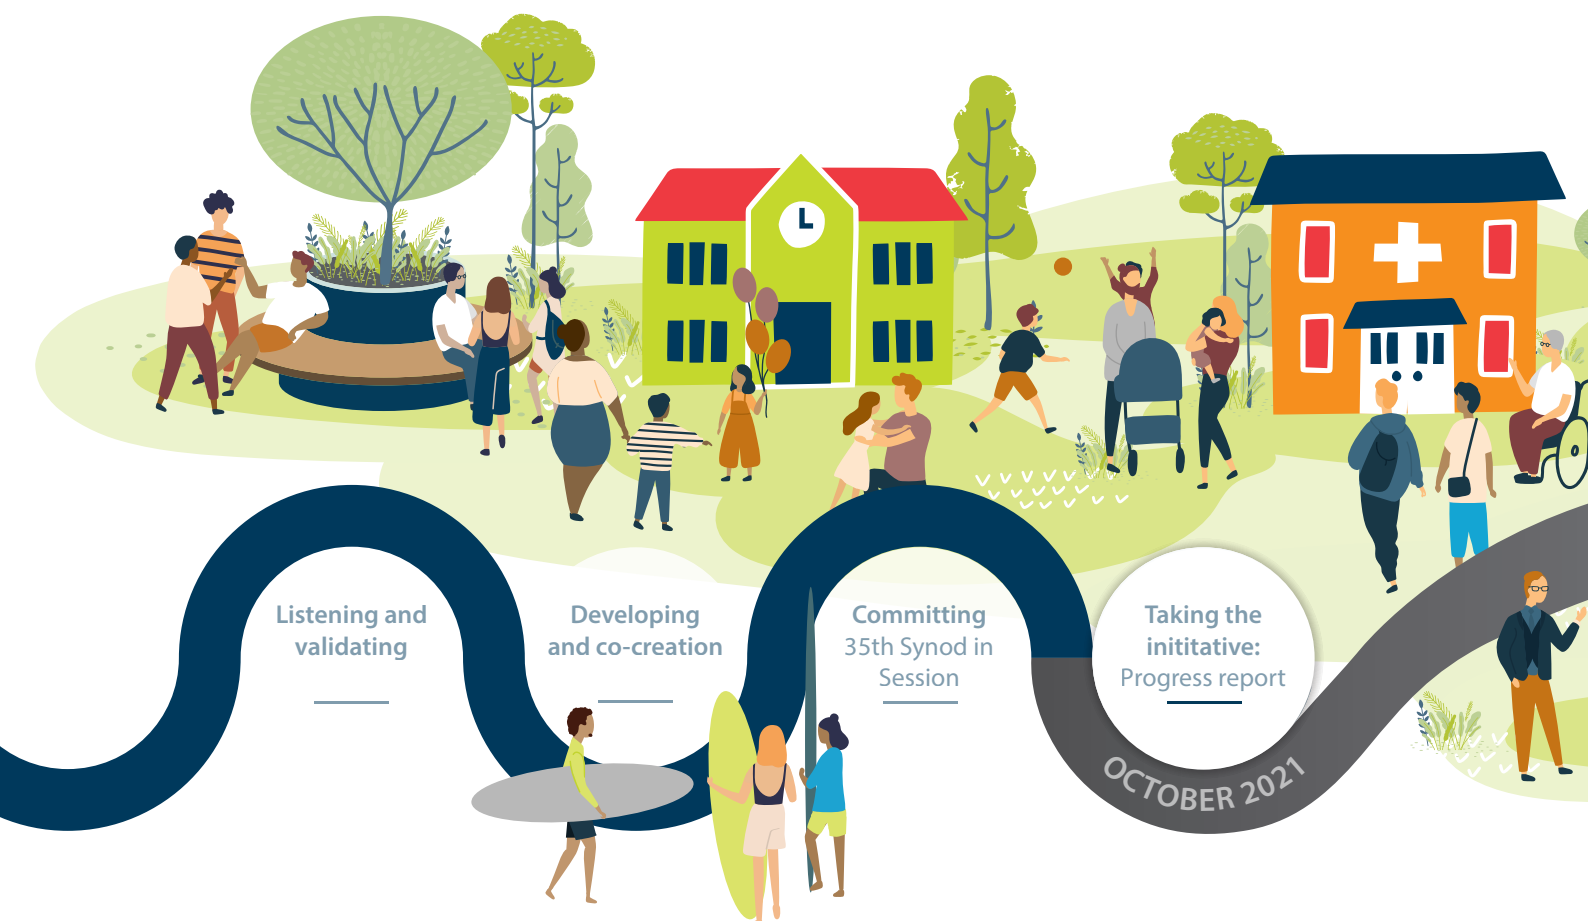 Listening and
validating
Developing
and co-creation
Committing
35th Synod in
Session
Taking the
inititative:
Progress report
OCTOBER 2021